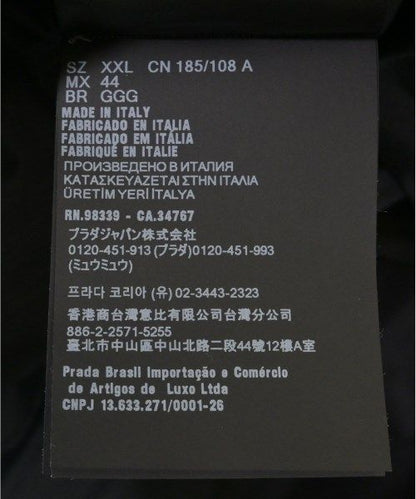 SZ XXL CN 185/108 A
MX 44
BR GGG
MADE IN ITALY
FABRICADO EN ITALIA
FABRICADO EM ITÁLIA
FABRIQUÉ EN ITALIE
ПРОИЗВЕДЕНО В ИТАЛИЯ
ΚΑΤΑΣΚΕΥΑΖΕΤΑΙ ΣΤΗΝ ΙΤΑΛΙΑ
ÜRETİM YERİ İTALYA
RN.98339 - CA.34767
プラダジャパン株式会社
0120-451-913 (プラダ)0120-451-993
(ミュウミュウ)
프라다 코리아 (유) 02-3443-2323
香港商台灣意比有限公司台灣分公司
886-2-2571-5255
臺北市中山區中山北路二段44號12樓A室
Prada Brasil Importação e Comércio
de Artigos de Luxo Ltda
CNPJ 13.633.271/0001-26